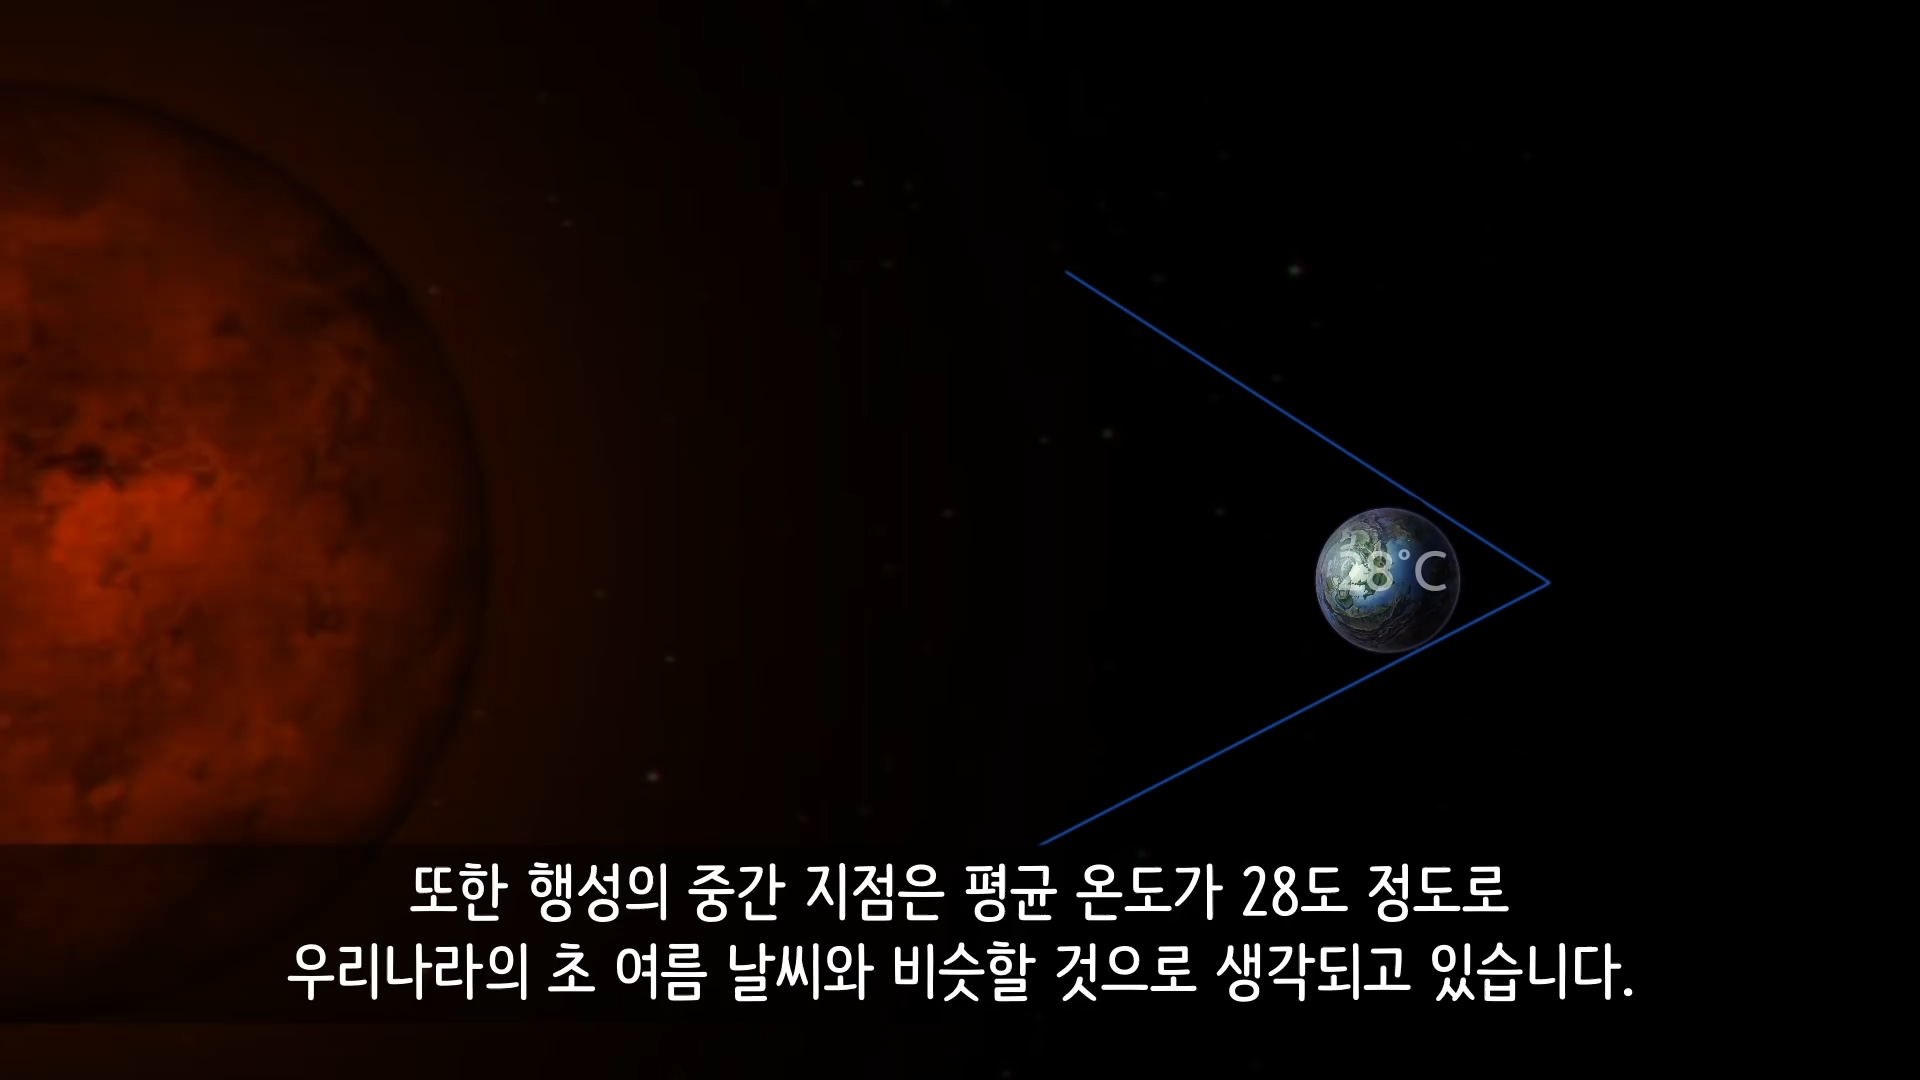 28°C
또한 행성의 중간 지점은 평균 온도가 28도 정도로
우리나라의 초 여름 날씨와 비슷할 것으로 생각되고 있습니다.